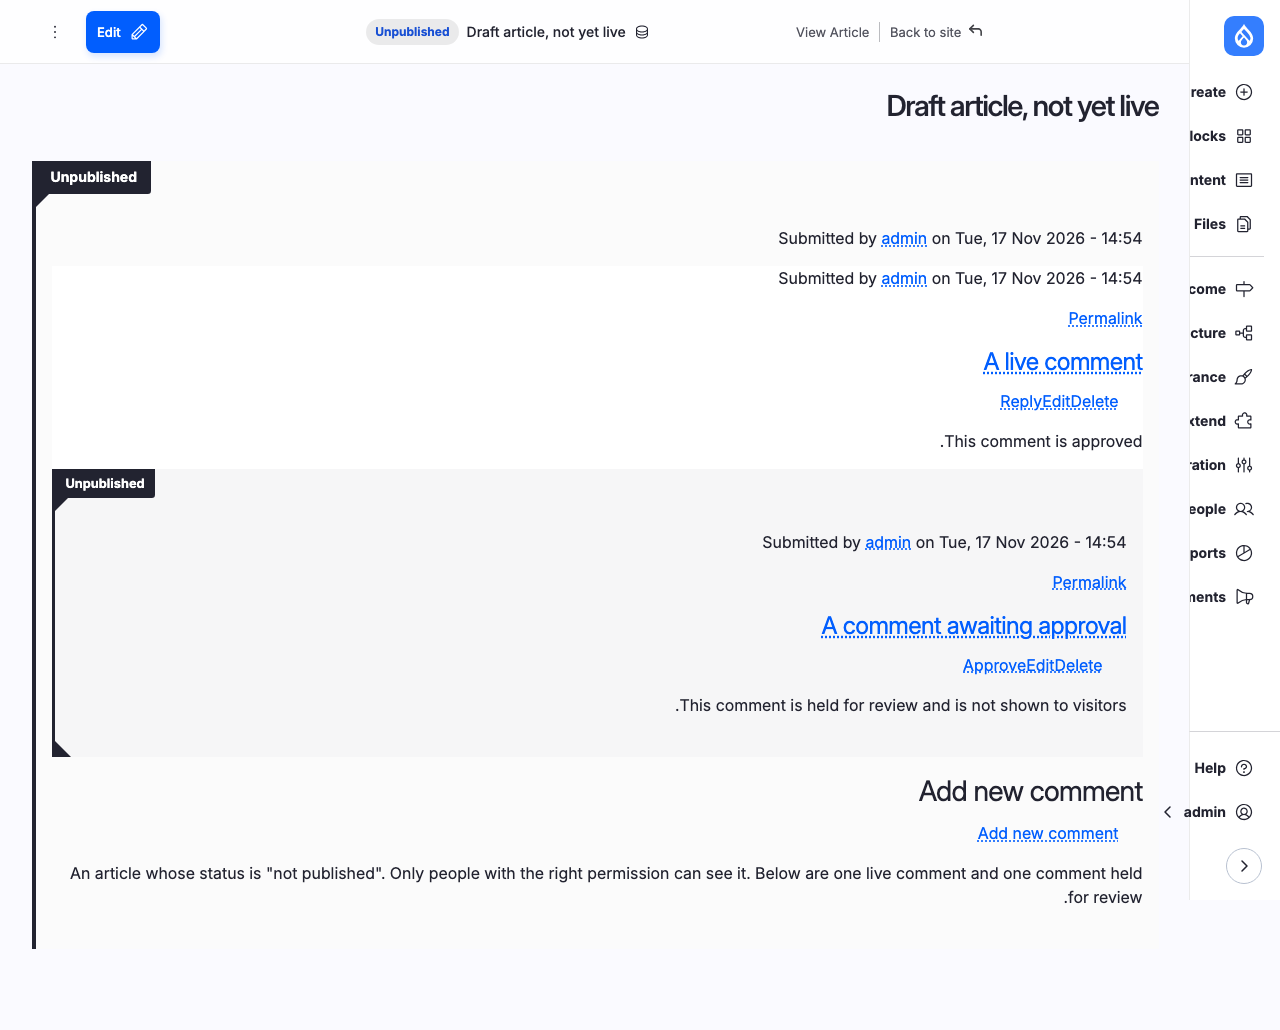 Edit
Unpublished Draft article, not yet live
View Article
Back to site
Draft article, not yet live
Unpublished
Submitted by admin on Tue, 17 Nov 2026 - 14:54
Submitted by admin on Tue, 17 Nov 2026 - 14:54
Permalink
A live comment
ReplyEditDelete
.This comment is approved
Unpublished
Submitted by admin on Tue, 17 Nov 2026 - 14:54
Permalink
A comment awaiting approval
ApproveEditDelete
.This comment is held for review and is not shown to visitors
Add new comment
Add new comment
An article whose status is "not published". Only people with the right permission can see it. Below are one live comment and one comment held
.for review
reate
locks
ntent
Files
come
cture
rance
xtend
ration
eople
ports
ments
Help
admin